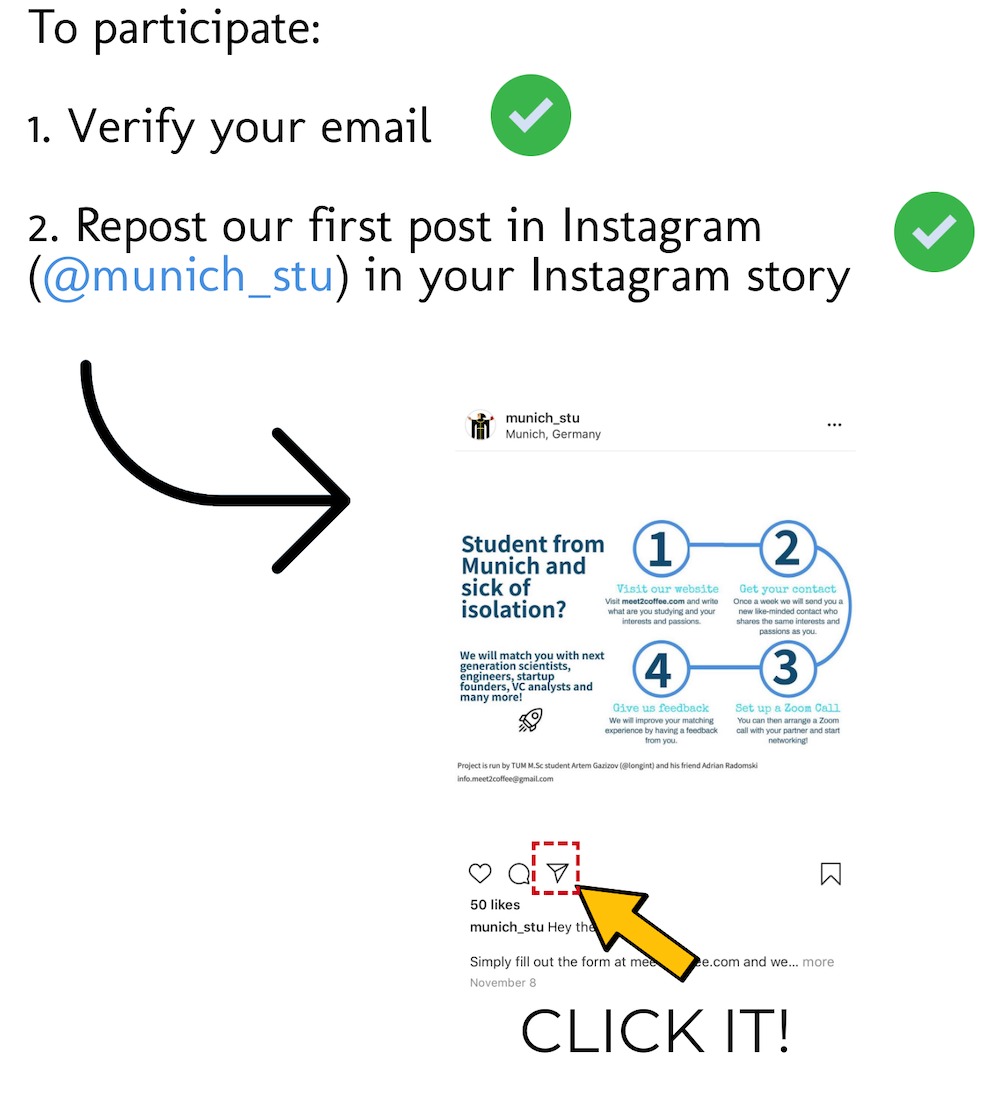 To participate:
1. Verify your email
2. Repost our first post in Instagram
(@munich_stu) in your Instagram story
munich_stu
Munich, Germany
Student from
Munich and
sick of
isolation?
We will match you with next
generation scientists,
engineers, startup
founders, VC analysts and
many more!
1
Visit our website
Visit meet2coffee.com and write
what are you studying and your
interests and passions.
2
Get your contact
Once a week we will send you a
new like-minded contact who
shares the same interests and
passions as you.
4
Give us feedback
We will improve your matching
experience by having a feedback
from you.
3
Set up a Zoom Call
You can then arrange a Zoom
call with your partner and start
networking!
Project is run by TUM M.Sc student Artem Gazizov (@longint) and his friend Adrian Radomski
info.meet2coffee@gmail.com
50 likes
munich_stu Hey
Simply fill out the form at ee.com and we... more
November 8
CLICK IT!